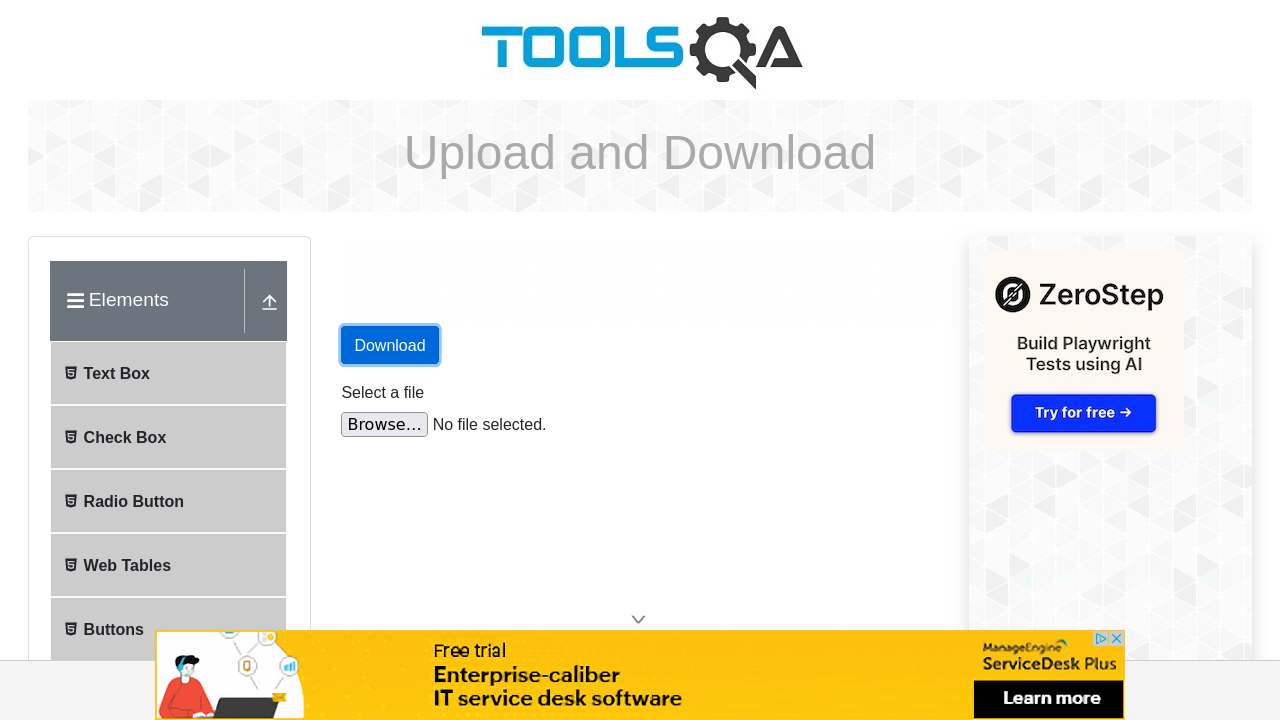 TOOLSQA
Upload and Download
Elements
Text Box
Check Box
Radio Button
Web Tables
Buttons
Download
Select a file
Browse... No file selected.
ZeroStep
Build Playwright
Tests using AI
Try for free →
Free trial
Enterprise-caliber
IT service desk software
ManageEngine
ServiceDesk Plus
Learn more